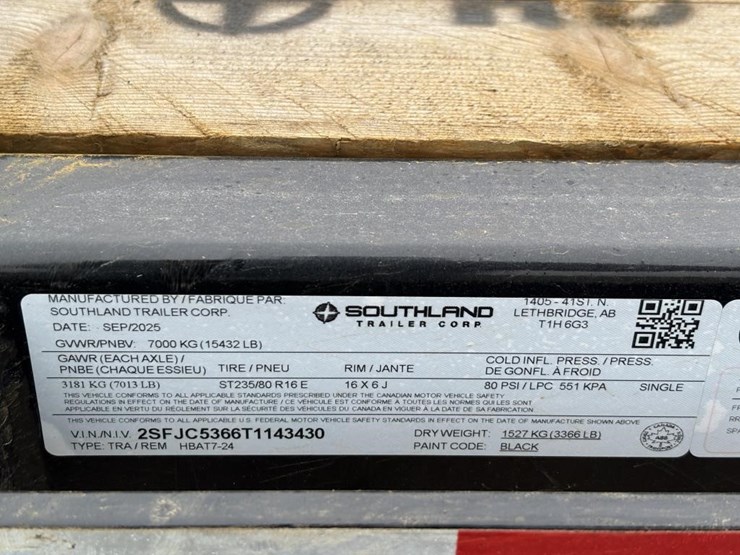 MANUFACTURED BY / FABRIQUE PAR:
SOUTHLAND TRAILER CORP.
DATE: SEP/2025
GVWR/PNBV: 7000 KG (15432 LB)
SOUTHLAND
TRAILER CORP
1405 - 41ST. N.
LETHBRIDGE, AB
T1H 6G3
GAWR (EACH AXLE) / PNBE (CHAQUE ESSIEU) TIRE / PNEU RIM / JANTE COLD INFL. PRESS. / PRESS. DE GONFL. À FROID
3181 KG (7013 LB) ST235/80 R16 E 16 X 6 J 80 PSI / LPC 551 KPA SINGLE
THIS VEHICLE CONFORMS TO ALL APPLICABLE STANDARDS PRESCRIBED UNDER THE CANADIAN MOTOR VEHICLE SAFETY
REGULATIONS IN EFFECT ON THE DATE OF MANUFACTURE / CE VÉHICULE EST CONFORME À TOUTES LES NORMES QUI LUI SONT
APPLICABLE EN VERTU DU RÈGLEMENT SUR LA SÉCURITÉ DES VÉHICULES DU CANADA EN VIGUER À LA DATE DE SA FABRICATION
THIS VEHICLE CONFORMS TO ALL APPLICABLE U.S. FEDERAL MOTOR VEHICLE SAFETY STANDARDS IN EFFECT ON THE DATE OF MANUFACTURE SHOWN ABOVE
V.I.N./N.I.V. 2SFJC5366T1143430 DRY WEIGHT: 1527 KG (3366 LB)
TYPE: TRA / REM HBAT7-24 PAINT CODE: BLACK